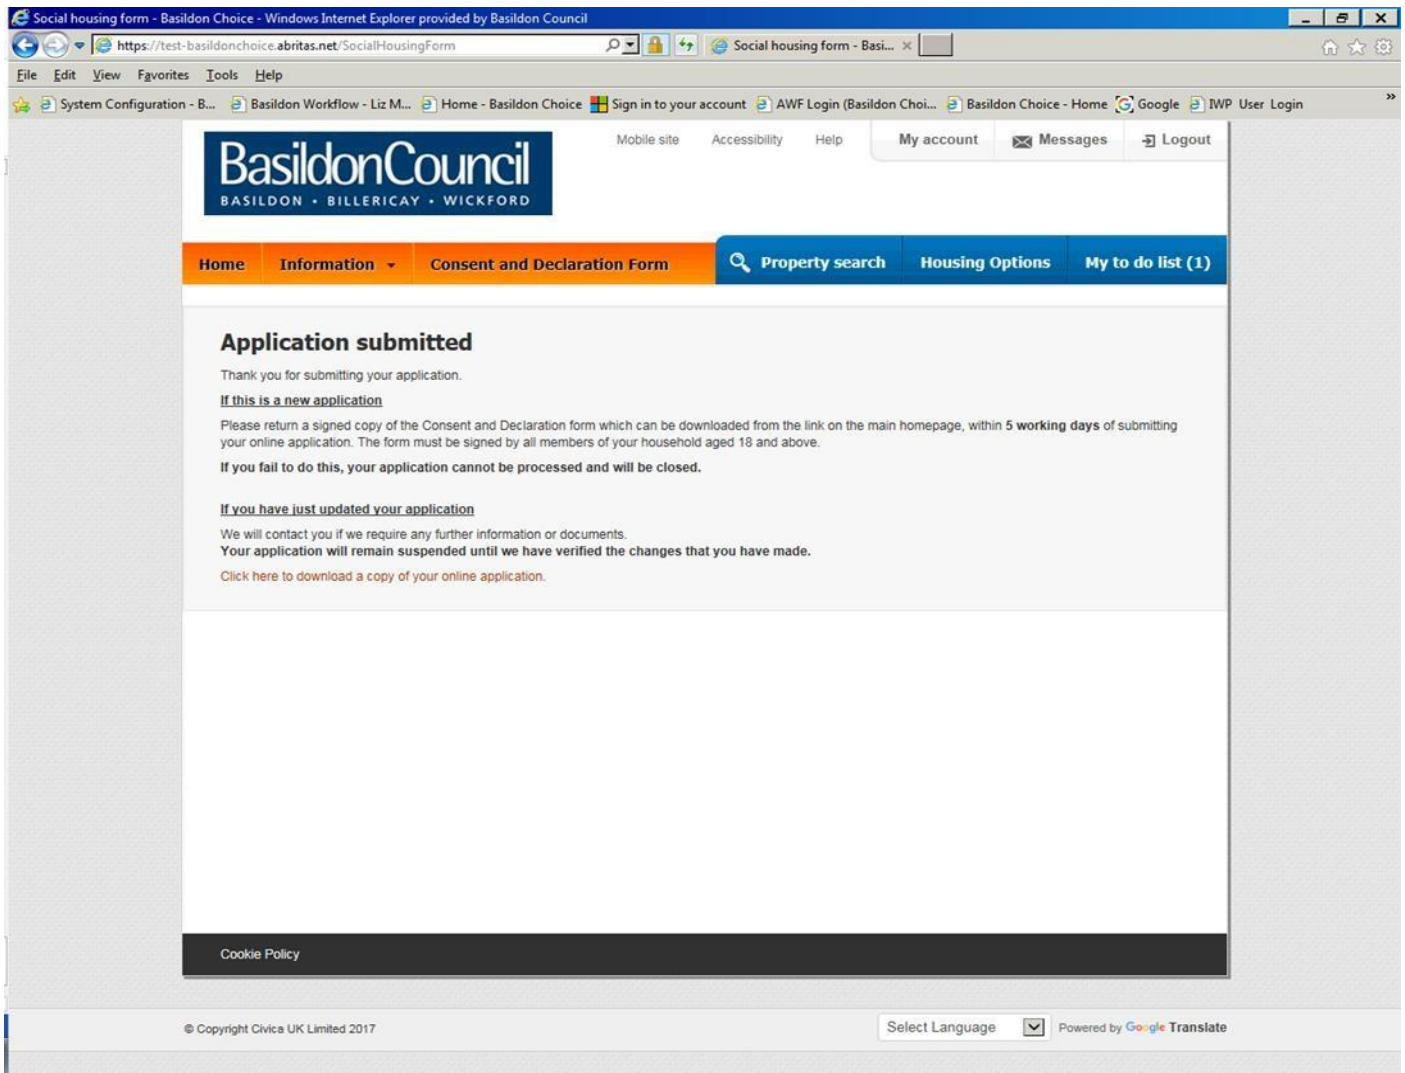 Social housing form - Basildon Choice - Windows Internet Explorer provided by Basildon Council
https://test-basildonchoice.abritas.net/SocialHousingForm
Social housing form - Basi...
File Edit View Favorites Tools Help
System Configuration - B... Basildon Workflow - Liz M... Home - Basildon Choice Sign in to your account AWF Login (Basildon Choi... Basildon Choice - Home Google IWP User Login
Mobile site Accessibility Help My account Messages Logout
BasildonCouncil
BASILDON • BILLERICAY • WICKFORD
Home Information Consent and Declaration Form Property search Housing Options My to do list (1)
Application submitted
Thank you for submitting your application.
If this is a new application
Please return a signed copy of the Consent and Declaration form which can be downloaded from the link on the main homepage, within 5 working days of submitting
your online application. The form must be signed by all members of your household aged 18 and above.
If you fail to do this, your application cannot be processed and will be closed.
If you have just updated your application
We will contact you if we require any further information or documents.
Your application will remain suspended until we have verified the changes that you have made.
Click here to download a copy of your online application.
Cookie Policy
© Copyright Civica UK Limited 2017
Select Language Powered by Google Translate